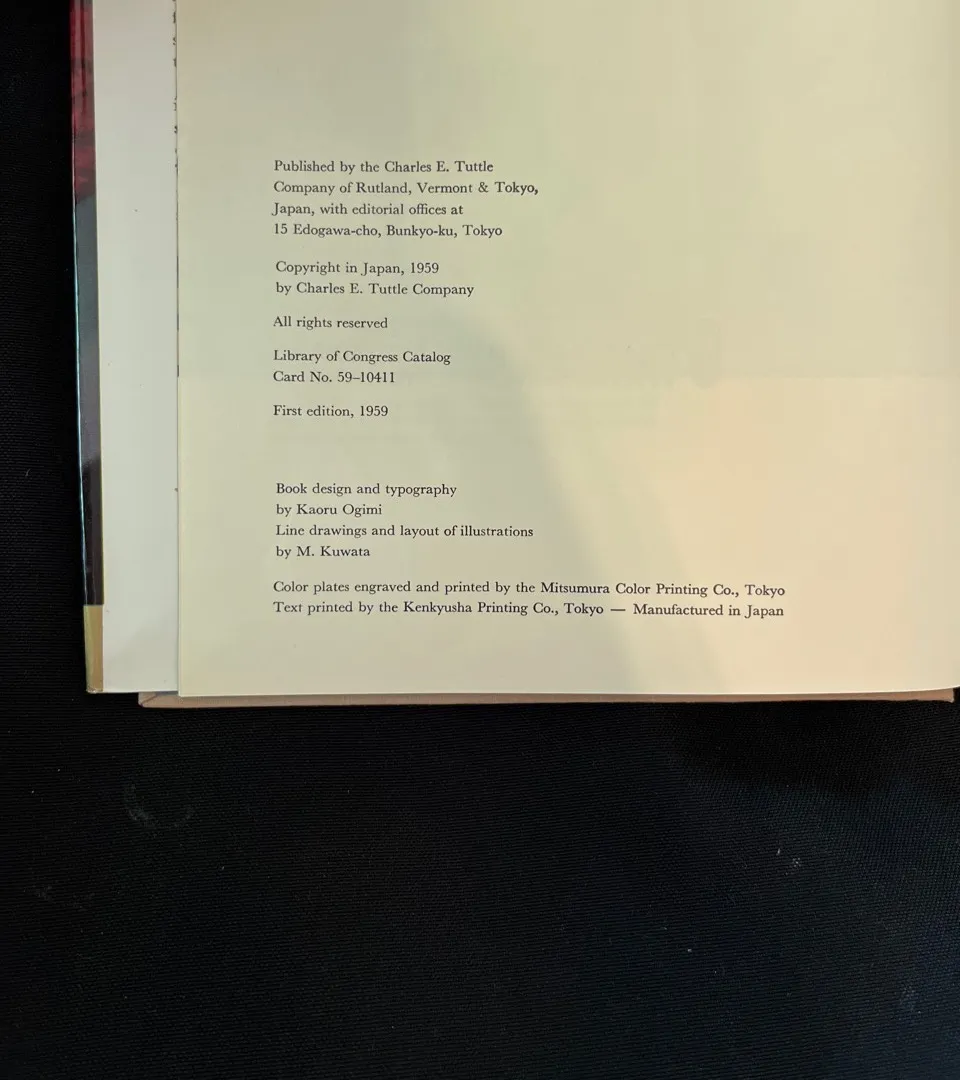 Published by the Charles E. Tuttle
Company of Rutland, Vermont & Tokyo,
Japan, with editorial offices at
15 Edogawa-cho, Bunkyo-ku, Tokyo
Copyright in Japan, 1959
by Charles E. Tuttle Company
All rights reserved
Library of Congress Catalog
Card No. 59–10411
First edition, 1959
Book design and typography
by Kaoru Ogimi
Line drawings and layout of illustrations
by M. Kuwata
Color plates engraved and printed by the Mitsumura Color Printing Co., Tokyo
Text printed by the Kenkyusha Printing Co., Tokyo — Manufactured in Japan